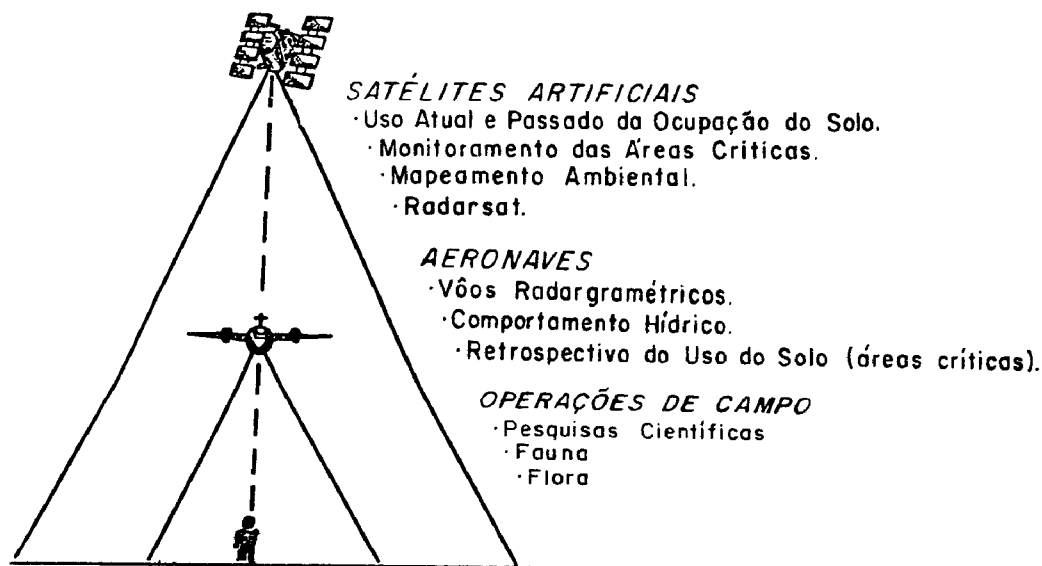 SATÉLITES ARTIFICIAIS
·Uso Atual e Passado da Ocupação do Solo.
·Monitoramento das Áreas Criticas.
·Mapeamento Ambiental.
·Radarsat.
AERONAVES
·Vôos Radargramétricos.
·Comportamento Hídrico.
·Retrospectiva do Uso do Solo (áreas críticas).
OPERAÇÕES DE CAMPO
·Pesquisas Científicas
·Fauna
·Flora